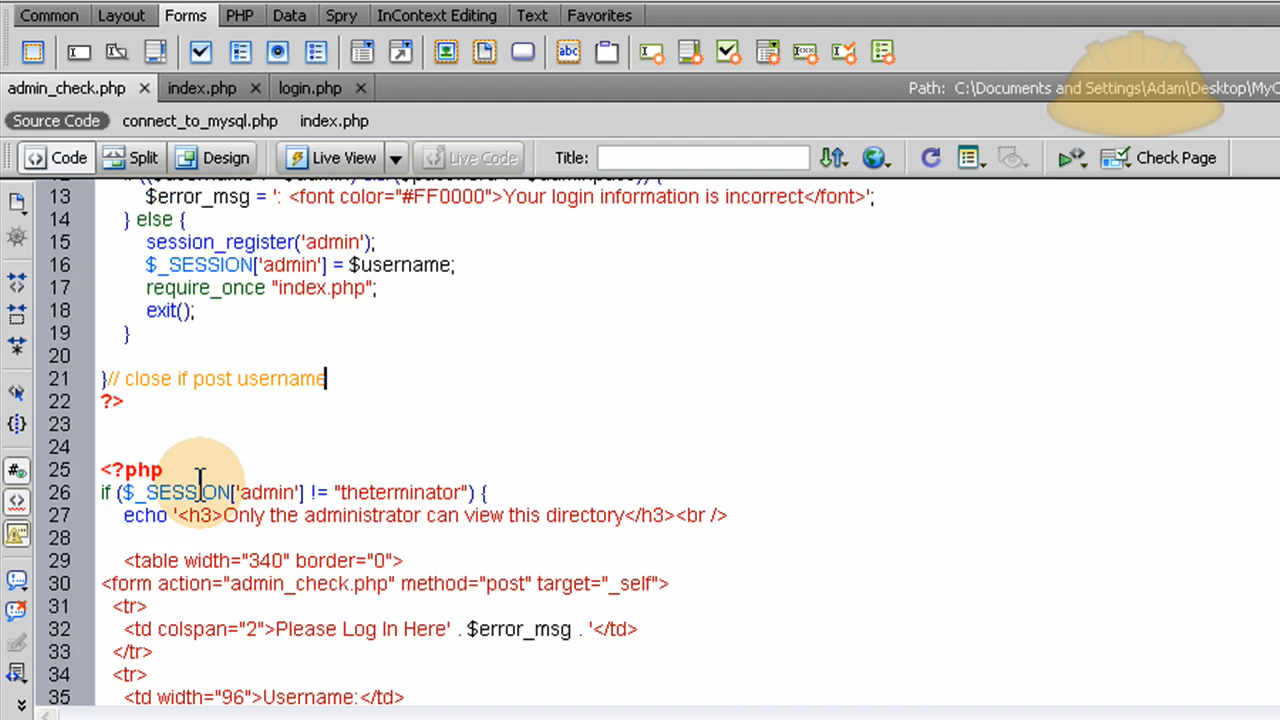 Common Layout Forms PHP Data Spry InContext Editing Text Favorites
abc
admin_check.php × index.php × login.php × Path: C:\Documents and Settings\Adam\Desktop\MyC
Source Code connect_to_mysql.php index.php
Code Split Design Live View Live Code Title: Check Page
13 $error_msg = ': <font color="#FF0000">Your login information is incorrect</font>';
14 } else {
15 session_register('admin');
16 $_SESSION['admin'] = $username;
17 require_once "index.php";
18 exit();
19 }
20
21 }// close if post username
22 ?>
23
24
25 <?php
26 if ($_SESSION['admin'] != "theterminator") {
27 echo '<h3>Only the administrator can view this directory</h3><br />
28
29 <table width="340" border="0">
30 <form action="admin_check.php" method="post" target="_self">
31 <tr>
32 <td colspan="2">Please Log In Here' . $error_msg . '</td>
33 </tr>
34 <tr>
35 <td width="96">Username:</td>